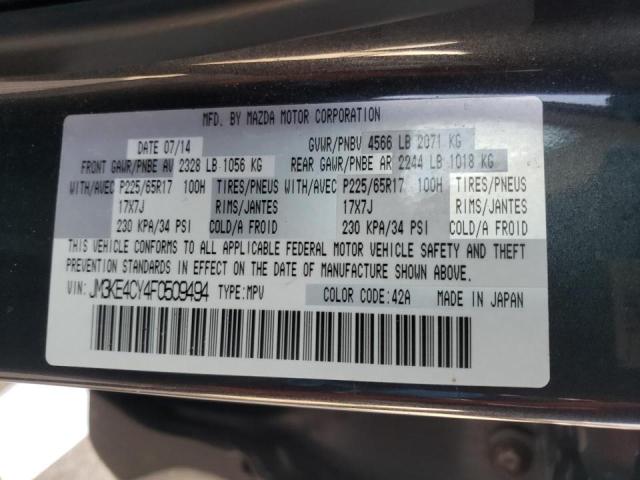 MFD. BY MAZDA MOTOR CORPORATION
DATE 07/14 GVWR/PNBV 4566 LB 2071 KG
FRONT GAWR/PNBE AV 2328 LB 1056 KG REAR GAWR/PNBE AR 2244 LB 1018 KG
WITH/AVEC P225/65R17 100H TIRES/PNEUS WITH/AVEC P225/65R17 100H TIRES/PNEUS
17X7J RIMS/JANTES 17X7J RIMS/JANTES
230 KPA/34 PSI COLD/A FROID 230 KPA/34 PSI COLD/A FROID
THIS VEHICLE CONFORMS TO ALL APPLICABLE FEDERAL MOTOR VEHICLE SAFETY AND THEFT
PREVENTION STANDARDS IN EFFECT ON THE DATE OF MANUFACTURE SHOWN ABOVE.
VIN: JM3KE4CY4F0509494 TYPE:MPV COLOR CODE:42A MADE IN JAPAN